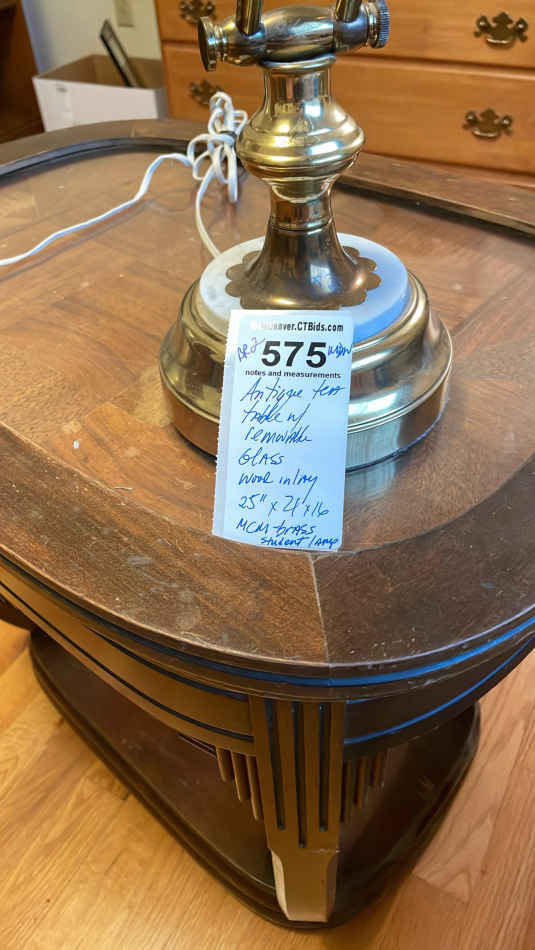 nver.CTBids.com
575
notes and measurements
Antique tea
table w/
removable
GLASS
wood inlay
25" x 21 x 16
MCM brass
student lamp